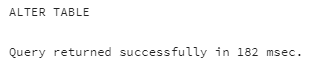 ALTER TABLE
Query returned successfully in 182 msec.